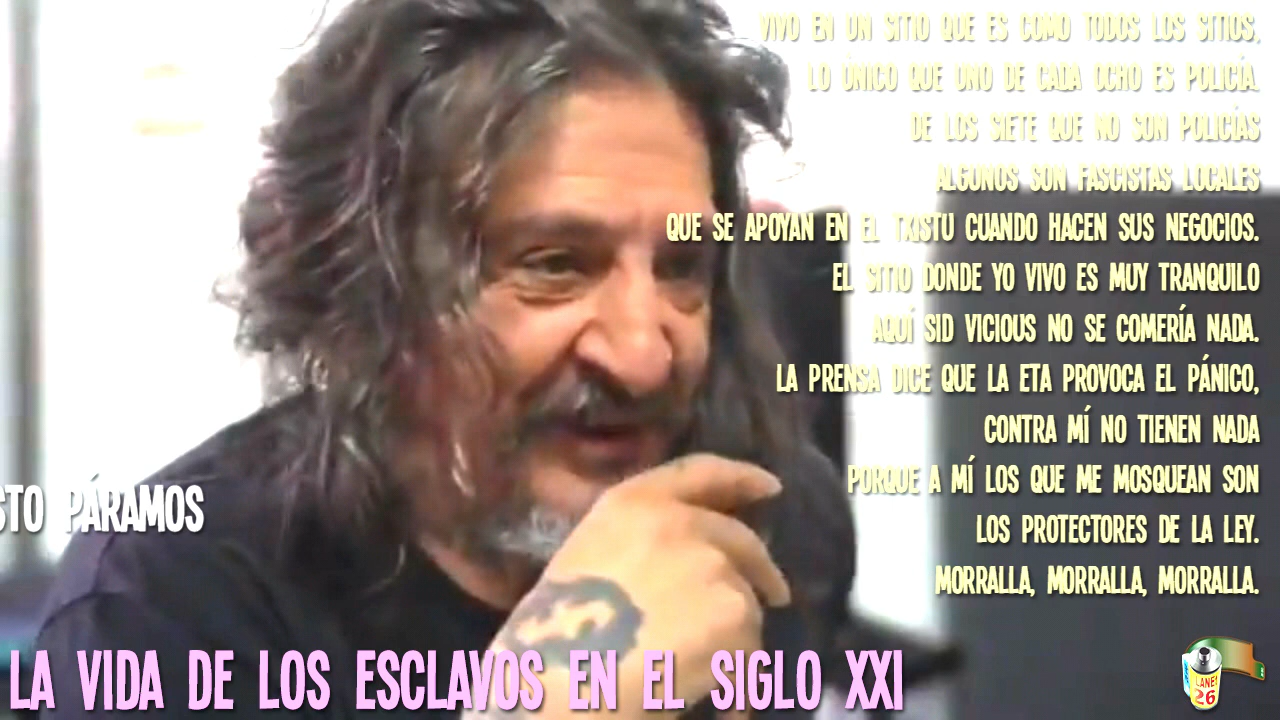 VIVO EN UN SITIO QUE ES COMO TODOS LOS SITIOS,
LO ÚNICO QUE UNO DE CADA OCHO ES POLICÍA.
DE LOS SIETE QUE NO SON POLICÍAS
ALGUNOS SON FASCISTAS LOCALES
QUE SE APOYAN EN EL TXISTU CUANDO HACEN SUS NEGOCIOS.
EL SITIO DONDE YO VIVO ES MUY TRANQUILO
AQUÍ SID VICIOUS NO SE COMERÍA NADA.
LA PRENSA DICE QUE LA ETA PROVOCA EL PÁNICO,
CONTRA MÍ NO TIENEN NADA
PORQUE A MÍ LOS QUE ME MOSQUEAN SON
LOS PROTECTORES DE LA LEY.
MORRALLA, MORRALLA, MORRALLA.
STO PÁRAMOS
LA VIDA DE LOS ESCLAVOS EN EL SIGLO XXI
26